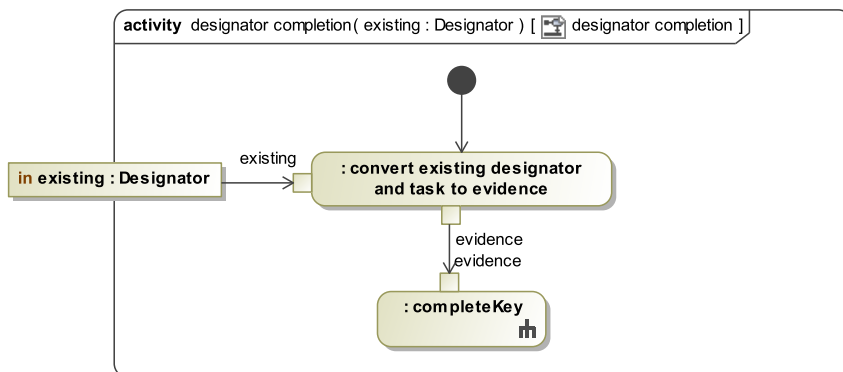 activity designator completion( existing : Designator ) [ designator completion ]
existing
in existing : Designator
: convert existing designator
and task to evidence
evidence
evidence
: completeKey